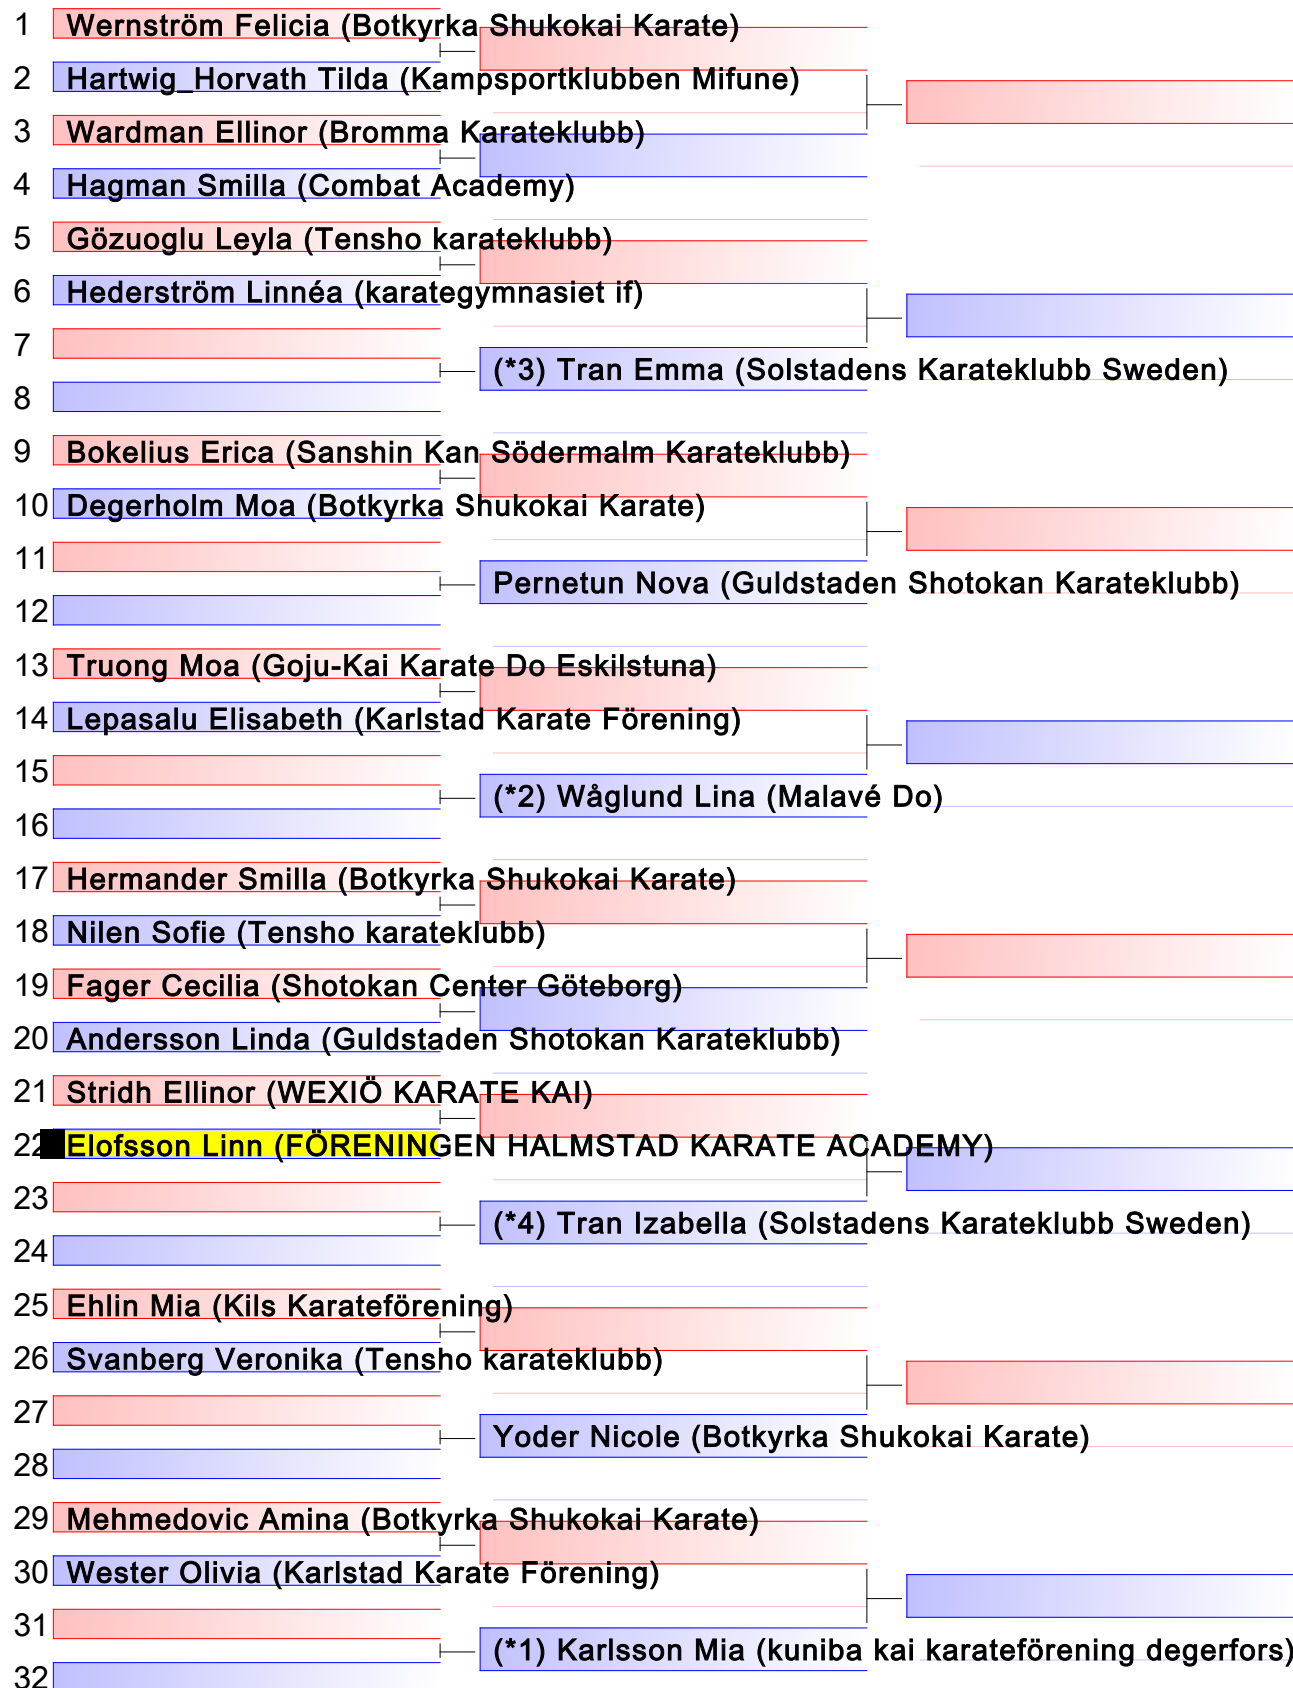 1 Wernström Felicia (Botkyrka Shukokai Karate)
2 Hartwig_Horvath Tilda (Kampsportklubben Mifune)
3 Wardman Ellinor (Bromma Karateklubb)
4 Hagman Smilla (Combat Academy)
5 Gözuoglu Leyla (Tensho karateklubb)
6 Hederström Linnéa (karategymnasiet if)
7
(*3) Tran Emma (Solstadens Karateklubb Sweden)
8
9 Bokelius Erica (Sanshin Kan Södermalm Karateklubb)
10 Degerholm Moa (Botkyrka Shukokai Karate)
11
Pernetun Nova (Guldstaden Shotokan Karateklubb)
12
13 Truong Moa (Goju-Kai Karate Do Eskilstuna)
14 Lepasalu Elisabeth (Karlstad Karate Förening)
15
(*2) Wåglund Lina (Malavé Do)
16
17 Hermander Smilla (Botkyrka Shukokai Karate)
18 Nilen Sofie (Tensho karateklubb)
19 Fager Cecilia (Shotokan Center Göteborg)
20 Andersson Linda (Guldstaden Shotokan Karateklubb)
21 Stridh Ellinor (WEXIÖ KARATE KAI)
22 Elofsson Linn (FÖRENINGEN HALMSTAD KARATE ACADEMY)
23
(*4) Tran Izabella (Solstadens Karateklubb Sweden)
24
25 Ehlin Mia (Kils Karateförening)
26 Svanberg Veronika (Tensho karateklubb)
27
Yoder Nicole (Botkyrka Shukokai Karate)
28
29 Mehmedovic Amina (Botkyrka Shukokai Karate)
30 Wester Olivia (Karlstad Karate Förening)
31
(*1) Karlsson Mia (kuniba kai karateförening degerfors)
32